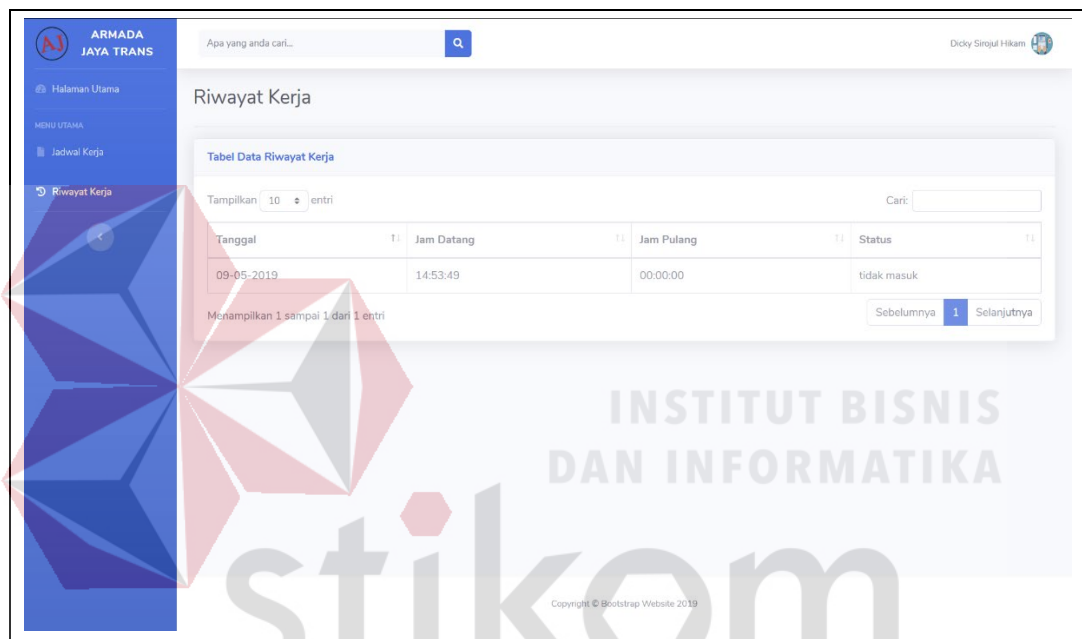 AJ
ARMADA
JAYA TRANS
Apa yang anda cari...
Dicky Sirojul Hikam
Halaman Utama
MENU UTAMA
Jadwal Kerja
Riwayat Kerja
Riwayat Kerja
Tabel Data Riwayat Kerja
Tampilkan 10 entri
Cari:
Tanggal Jam Datang Jam Pulang Status
09-05-2019 14:53:49 00:00:00 tidak masuk
Menampilkan 1 sampai 1 dari 1 entri
Sebelumnya 1 Selanjutnya
INSTITUT BISNIS
DAN INFORMATIKA
stikom
Copyright © Bootstrap Website 2019